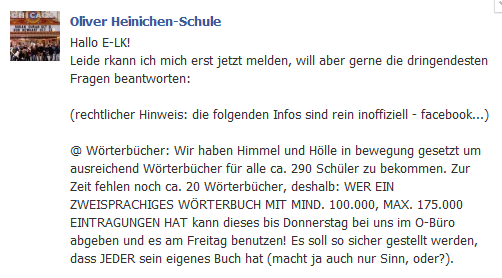 CHICAGO
Oliver Heinichen-Schule
Hallo E-LK!
Leide rkann ich mich erst jetzt melden, will aber gerne die dringendesten
Fragen beantworten:
(rechtlicher Hinweis: die folgenden Infos sind rein inoffiziell - facebook...)
@ Wörterbücher: Wir haben Himmel und Hölle in bewegung gesetzt um
ausreichend Wörterbücher für alle ca. 290 Schüler zu bekommen. Zur
Zeit fehlen noch ca. 20 Wörterbücher, deshalb: WER EIN
ZWEISPRACHIGES WÖRTERBUCH MIT MIND. 100.000, MAX. 175.000
EINTRAGUNGEN HAT kann dieses bis Donnerstag bei uns im O-Büro
abgeben und es am Freitag benutzen! Es soll so sicher gestellt werden,
dass JEDER sein eigenes Buch hat (macht ja auch nur Sinn, oder?).